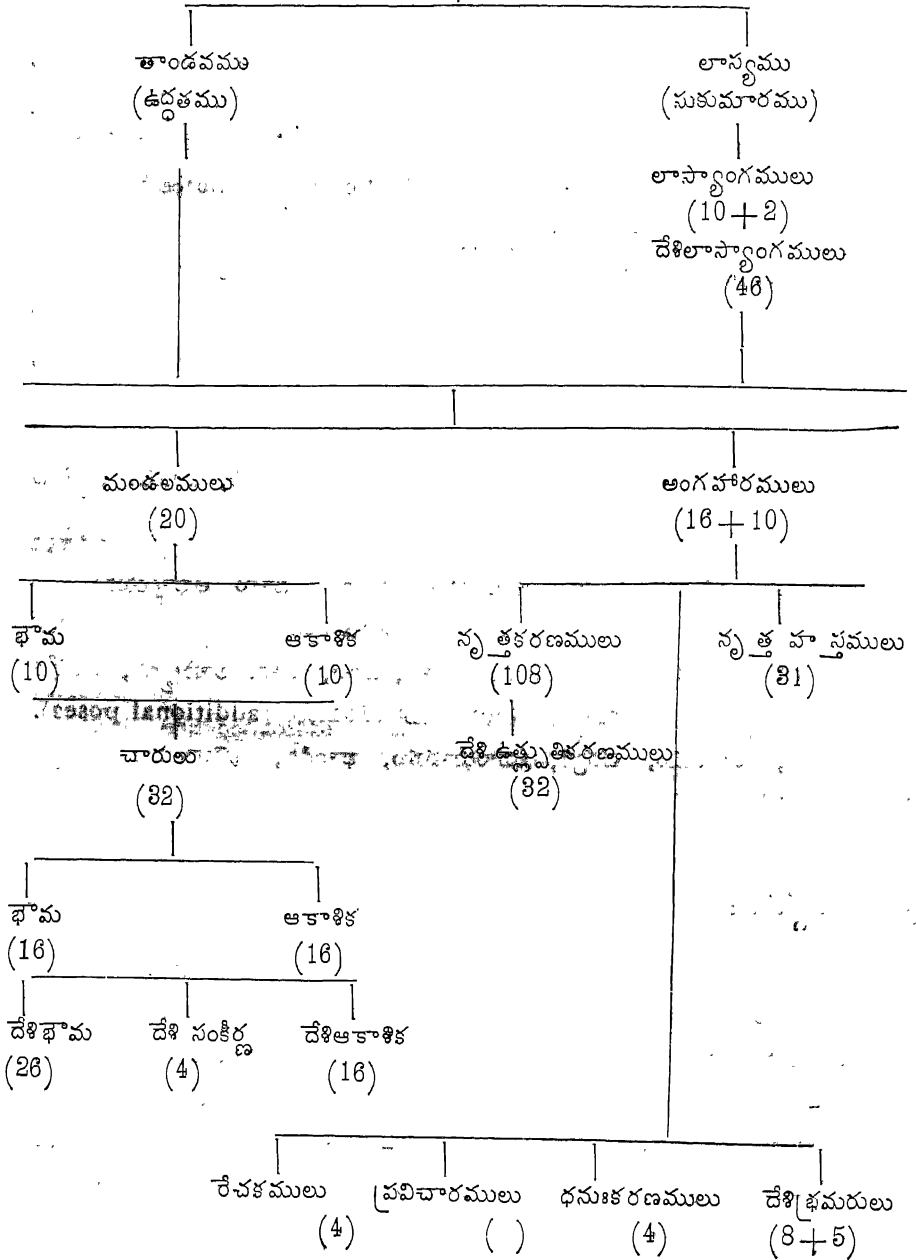 తాండవము లాస్యము
(ఉద్ధతము) (సుకుమారము)
లాస్యాంగములు
(10 + 2)
దేశిలాస్యాంగములు
(46)
మండలములు అంగహారములు
(20) (16 + 10)
భౌమ ఆకాశిక నృత్తకరణములు నృత్త హస్తములు
(10) (10) (108) (31)
చారులు దేశిఉత్ప్లుతికరణములు
(32) (32)
భౌమ ఆకాశిక
(16) (16)
దేశిభౌమ దేశి సంకీర్ణ దేశిఆకాశిక
(26) (4) (16)
రేచకములు ప్రవిచారములు ధనుఃకరణములు దేశిభ్రమరులు
(4) ( ) (4) (8 + 5)